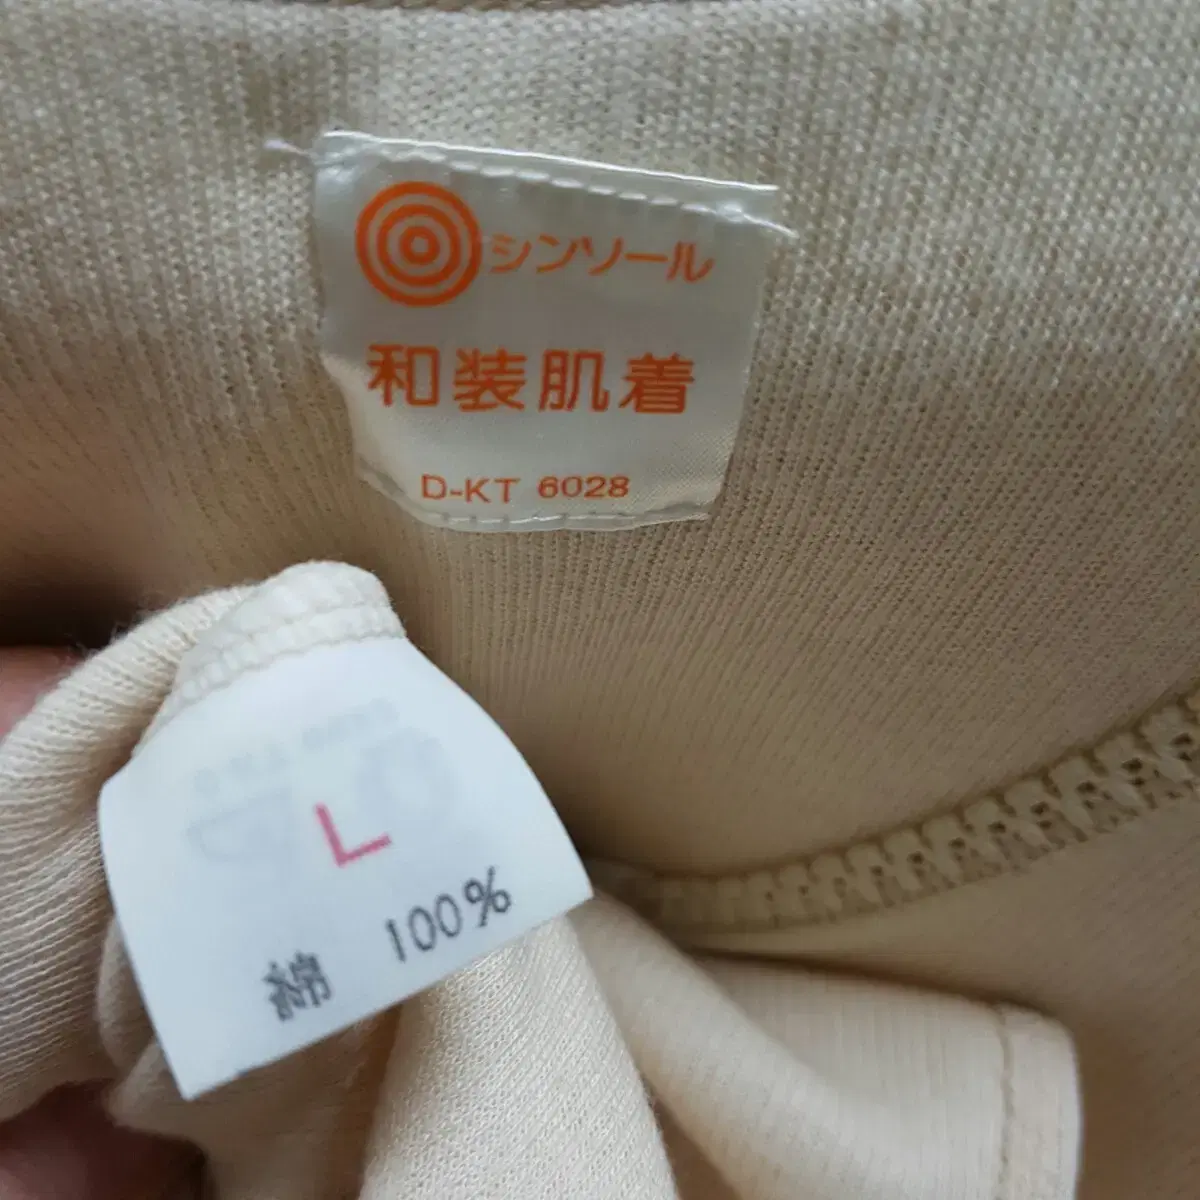 シンソール
和装肌着
D-KT 6028
L
綿 100%